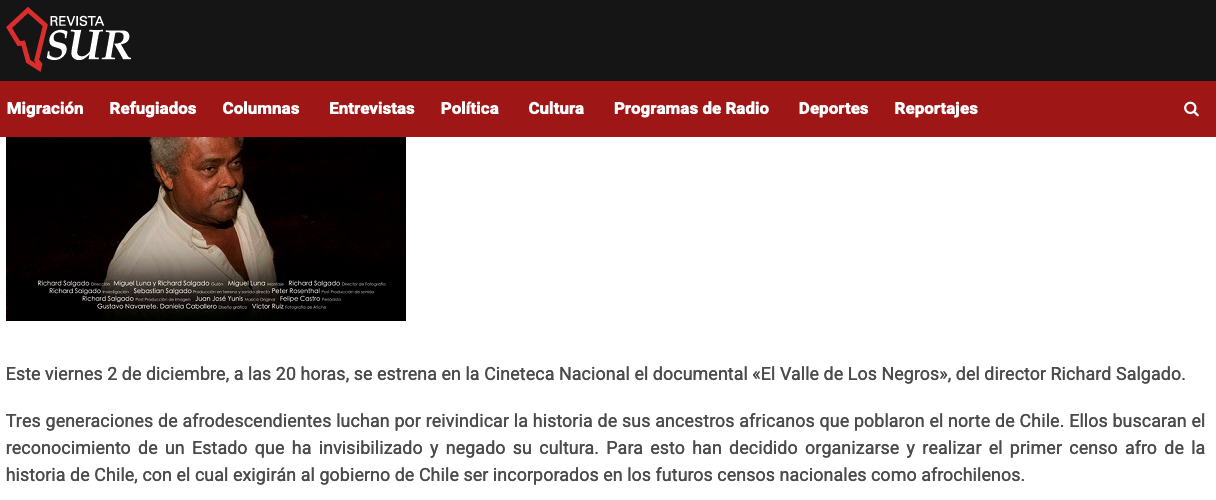 REVISTA
SUR
Migración Refugiados Columnas Entrevistas Política Cultura Programas de Radio Deportes Reportajes
Richard Salgado Dirección Miguel Luna y Richard Salgado Guión Miguel Luna Montaje Richard Salgado Director de Fotografía
Richard Salgado Investigación Sebastian Salgado Producción en terreno y sonido directo Peter Rosenthal Post Producción de sonido
Richard Salgado Post Producción de Imagen Juan José Yunis Musica Original Felipe Castro Periodista
Gustavo Navarrete, Daniela Caballero Diseño gráfico Victor Ruiz Fotografía de Afiche
Este viernes 2 de diciembre, a las 20 horas, se estrena en la Cineteca Nacional el documental «El Valle de Los Negros», del director Richard Salgado.
Tres generaciones de afrodescendientes luchan por reivindicar la historia de sus ancestros africanos que poblaron el norte de Chile. Ellos buscaran el
reconocimiento de un Estado que ha invisibilizado y negado su cultura. Para esto han decidido organizarse y realizar el primer censo afro de la
historia de Chile, con el cual exigirán al gobierno de Chile ser incorporados en los futuros censos nacionales como afrochilenos.